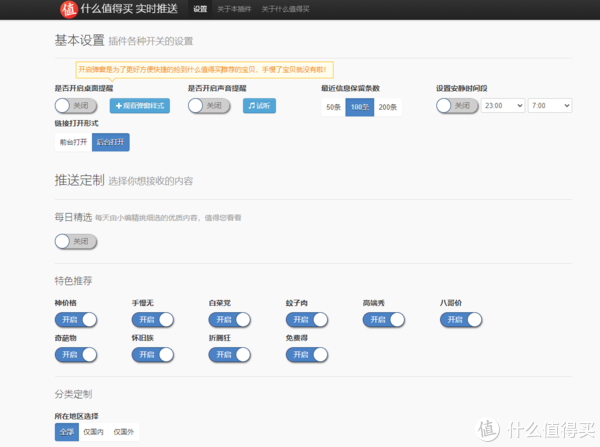 值 什么值得买 实时推送 设置 关于本插件 关于什么值得买
基本设置 插件各种开关的设置
开启弹窗是为了更好方便快捷的抢到什么值得买推荐的宝贝，手慢了宝贝就没有啦！
是否开启桌面提醒 是否开启声音提醒 最近信息保留条数 设置安静时间段
关闭 观看弹窗样式 关闭 试听 50条 100条 200条 关闭 23:00 7:00
链接打开形式
前台打开 后台打开
推送定制 选择你想接收的内容
每日精选 每天由小编精挑细选的优质内容，值得您看看
关闭
特色推荐
神价格 手慢无 白菜党 蚊子肉 高端秀 八哥价
开启 开启 开启 开启 开启 开启
奇葩物 怀旧族 折腾狂 免费得
开启 开启 开启 开启
分类定制
所在地区选择
全部 仅国内 仅国外
值 什么值得买